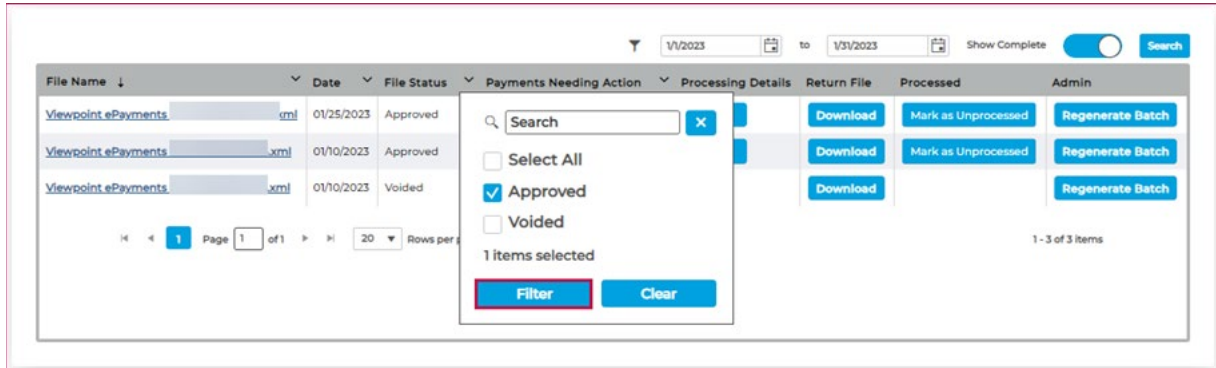 1/1/2023 to 1/31/2023 Show Complete Search
File Name ↓ Date File Status Payments Needing Action Processing Details Return File Processed Admin
Viewpoint ePayments .xml 01/25/2023 Approved Download Mark as Unprocessed Regenerate Batch
Viewpoint ePayments .xml 01/10/2023 Approved Download Mark as Unprocessed Regenerate Batch
Viewpoint ePayments .xml 01/10/2023 Voided Download Regenerate Batch
Search
Select All
Approved
Voided
1 items selected
Filter Clear
1 Page 1 of 1 20 Rows per 1 - 3 of 3 items